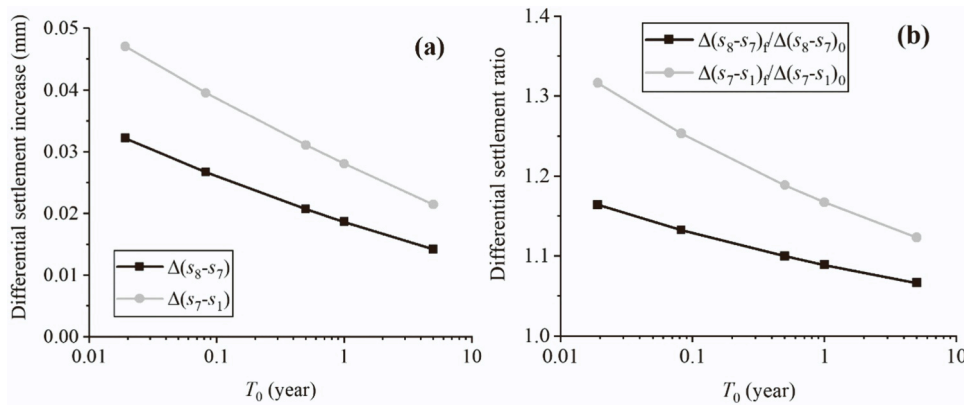 (a)
Differential settlement increase (mm)
0.05
0.04
0.03
0.02
0.01
0.00
Δ(s₈-s₇)
Δ(s₇-s₁)
0.01 0.1 1 10
T₀ (year)
(b)
Differential settlement ratio
1.4
1.3
1.2
1.1
1.0
Δ(s₈-s₇)f/Δ(s₈-s₇)₀
Δ(s₇-s₁)f/Δ(s₇-s₁)₀
0.01 0.1 1 10
T₀ (year)